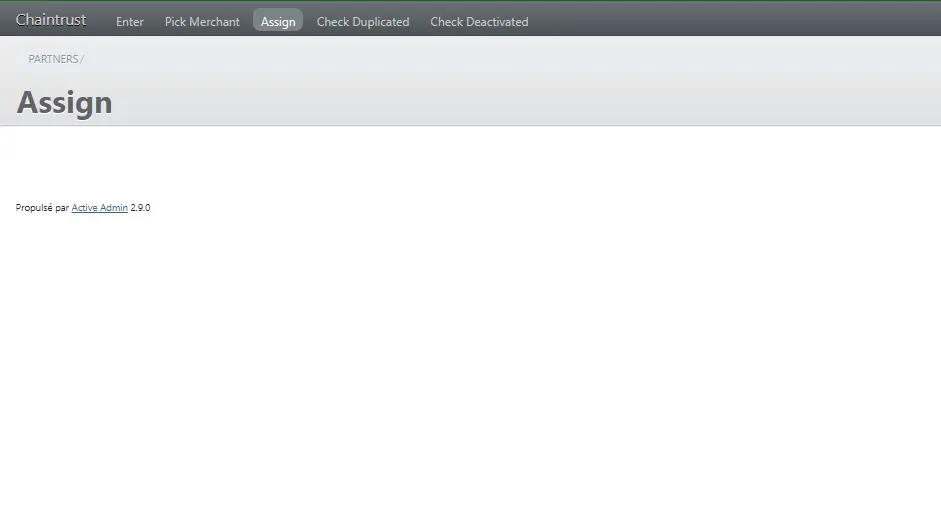 Chaintrust Enter Pick Merchant Assign Check Duplicated Check Deactivated
PARTNERS /
Assign
Propulsé par Active Admin 2.9.0